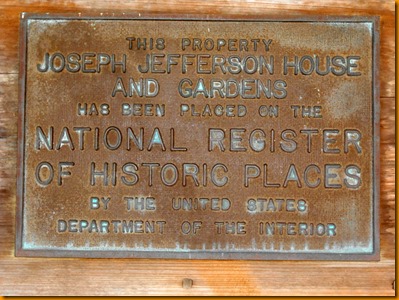 THIS PROPERTY
JOSEPH JEFFERSON HOUSE
AND GARDENS
HAS BEEN PLACED ON THE
NATIONAL REGISTER
OF HISTORIC PLACES
BY THE UNITED STATES
DEPARTMENT OF THE INTERIOR